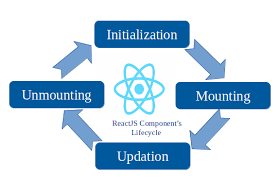 Initialization
Unmounting
Mounting
ReactJS Component's
Lifecycle
Updation